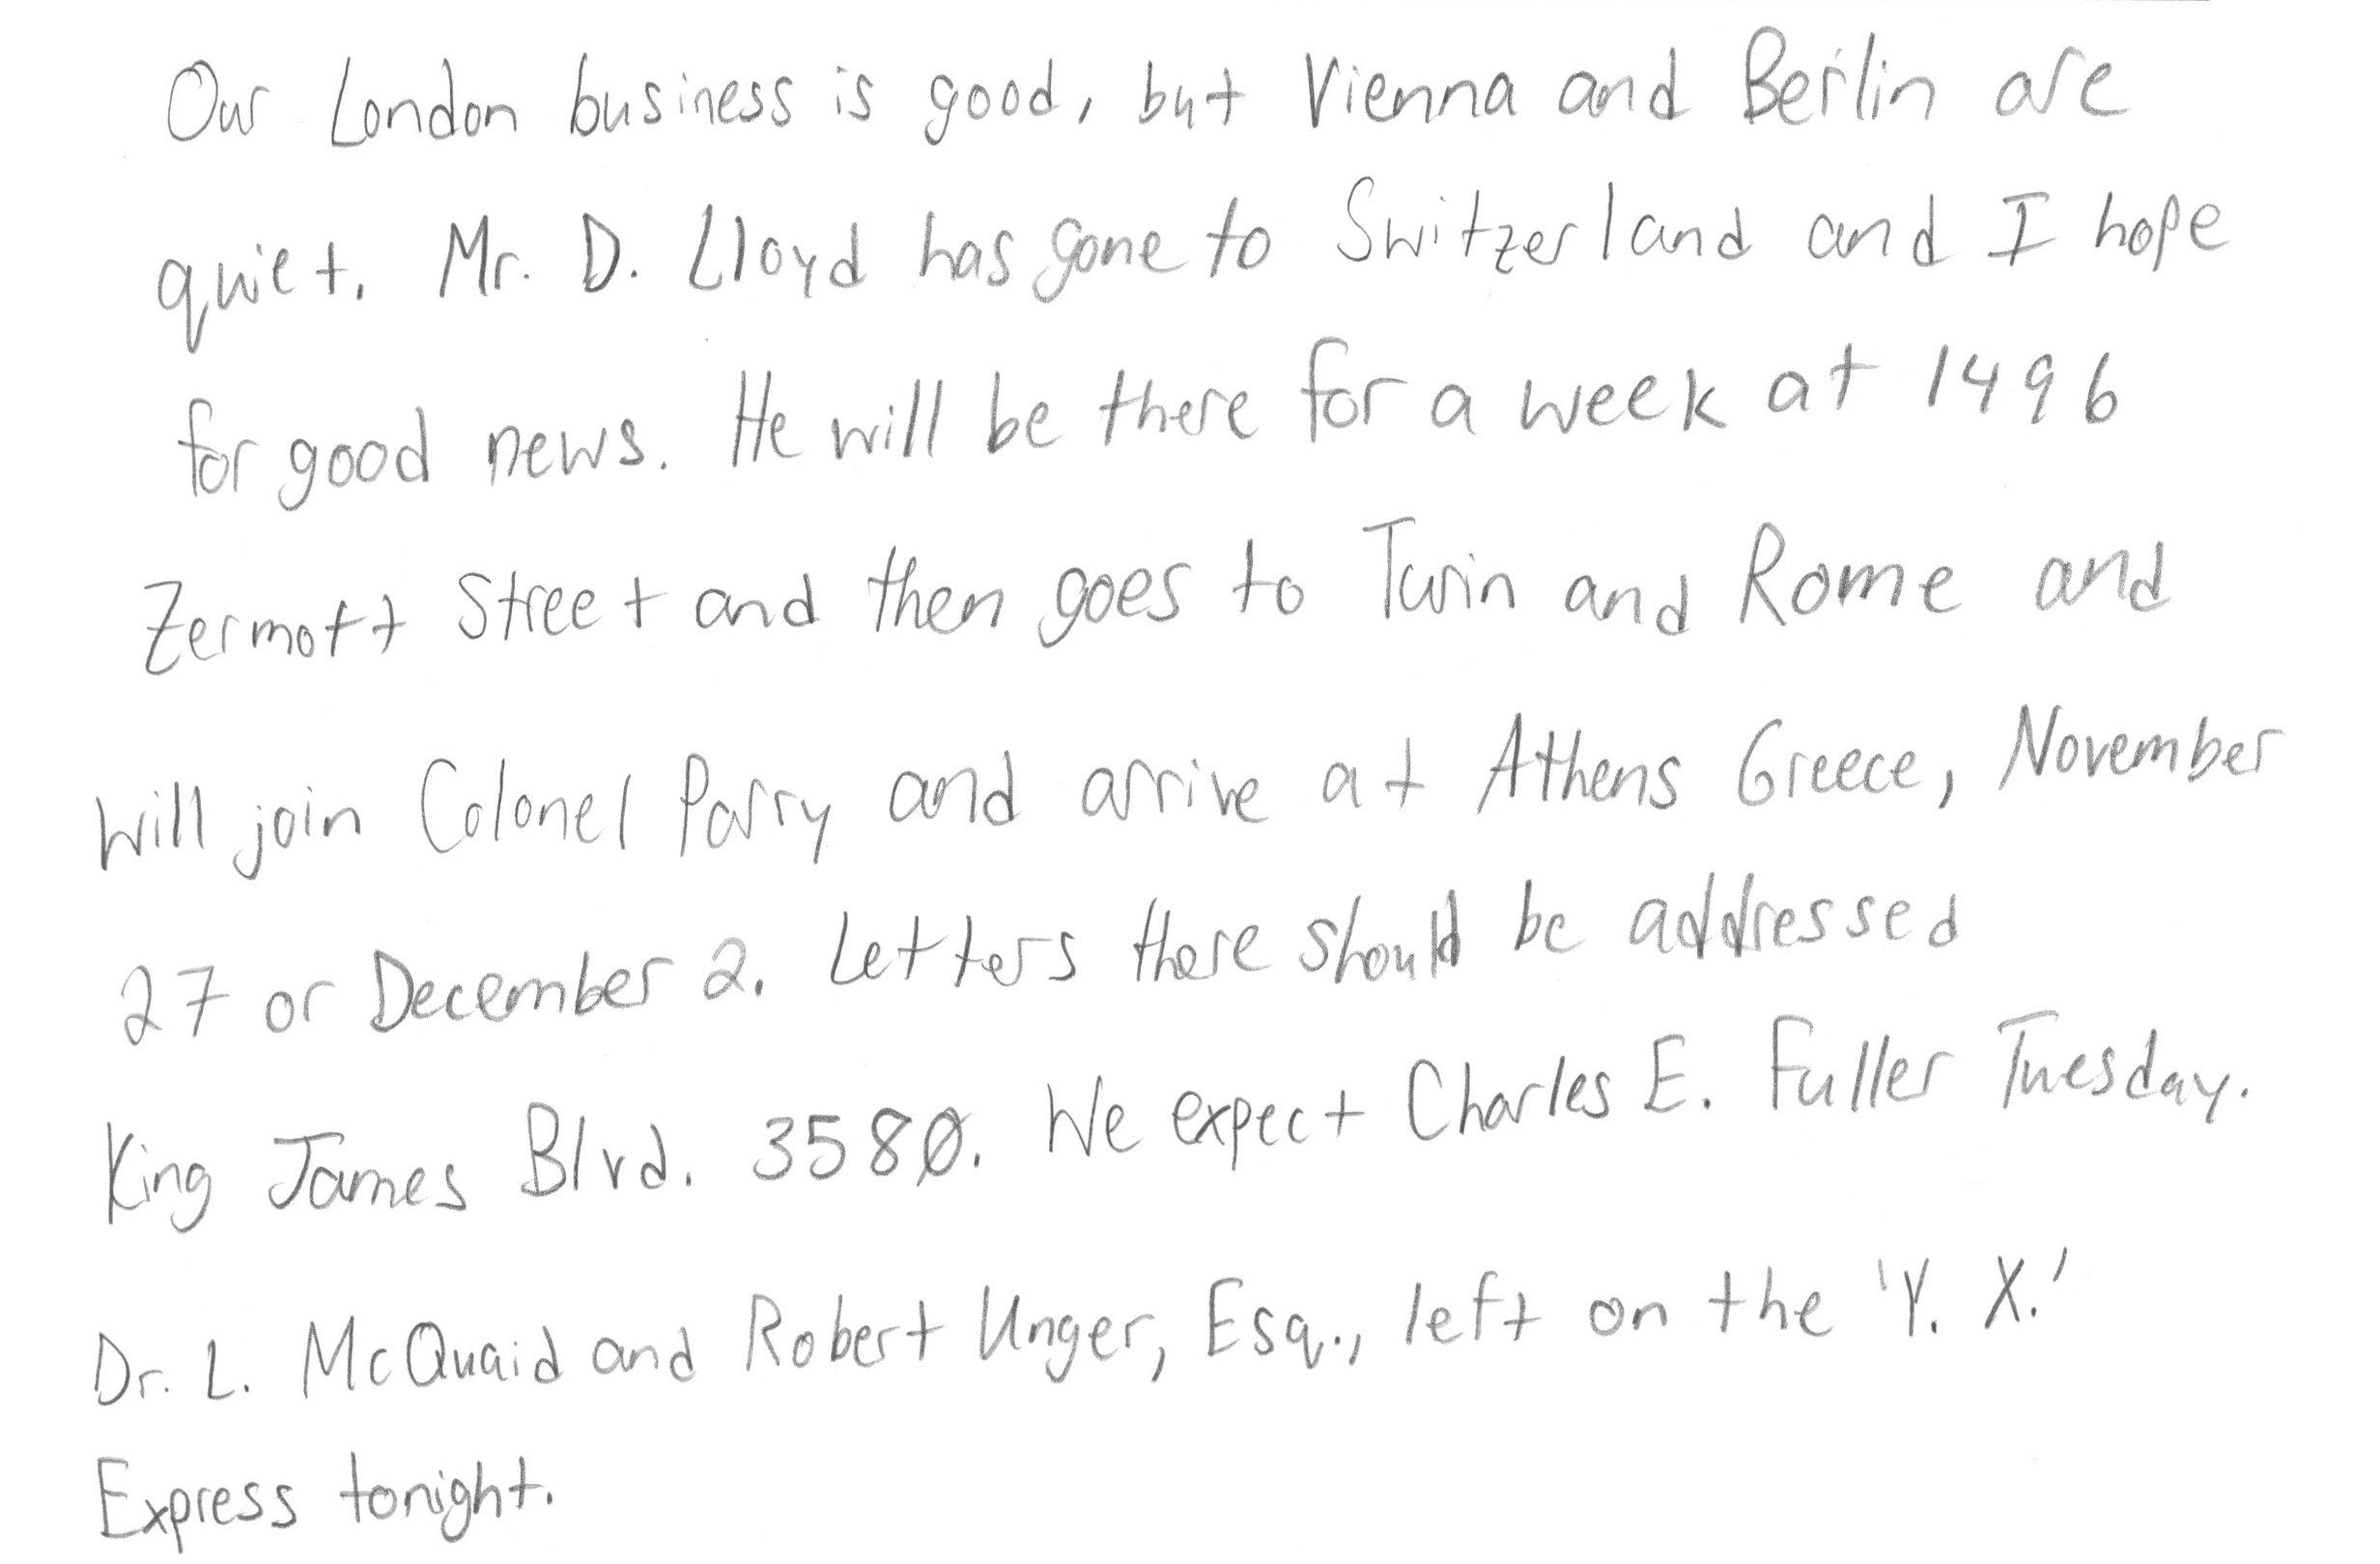 Our London business is good, but Vienna and Berlin are
quiet. Mr. D. Lloyd has gone to Switzerland and I hope
for good news. He will be there for a week at 1496
Zermott Street and then goes to Turin and Rome and
will join Colonel Parry and arrive at Athens Greece, November
27 or December 2. Letters there should be addressed
King James Blvd. 3580. We expect Charles E. Fuller Tuesday.
Dr. L. McQuaid and Robert Unger, Esq., left on the 'Y. X.'
Express tonight.